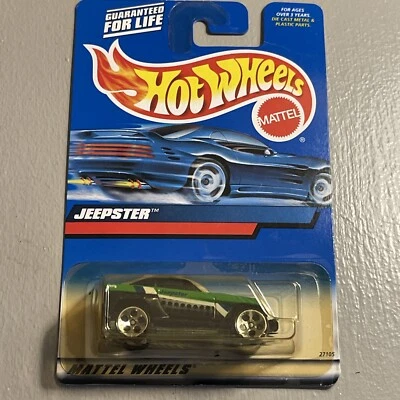 GUARANTEED
FOR LIFE
FOR AGES
OVER 3 YEARS.
DIE CAST METAL &
PLASTIC PARTS.
HOT WHEELS
MATTEL
®
JEEPSTER™
27105
MATTEL WHEELS